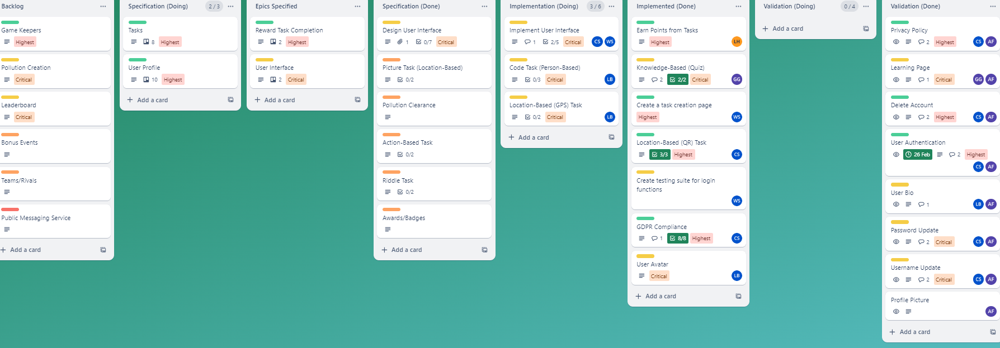 Backlog
Game Keepers
Highest
Pollution Creation
Critical
Leaderboard
Critical
Bonus Events
Teams/Rivals
Public Messaging Service
+ Add a card
Specification (Doing) 2 / 3
Tasks
8 Highest
User Profile
10 Highest
+ Add a card
Epics Specified
Reward Task Completion
2 Highest
User Interface
2 Critical
+ Add a card
Specification (Done)
Design User Interface
1 0/7 Critical
Picture Task (Location-Based)
0/2
Pollution Clearance
Action-Based Task
0/2
Riddle Task
0/2
Awards/Badges
+ Add a card
Implementation (Doing) 3 / 6
Implement User Interface
1 2/5 Critical CS WS
Code Task (Person-Based)
0/3 Critical LB
Location-Based (GPS) Task
0/2 Critical LB
+ Add a card
Implemented (Done)
Earn Points from Tasks
Highest LH
Knowledge-Based (Quiz)
2 2/2 Critical GG
Create a task creation page
Highest WS
Location-Based (QR) Task
3/3 Highest CS
Create testing suite for login
functions
WS
GDPR Compliance
1 8/8 Highest CS
User Avatar
Critical LB
+ Add a card
Validation (Doing) 0 / 4
+ Add a card
Validation (Done)
Privacy Policy
2 Highest CS AF
Learning Page
1 Critical GG AF
Delete Account
2 Highest CS AF
User Authentication
26 Feb 2 Highest
CS AF
User Bio
1 LB AF
Password Update
2 Critical CS AF
Username Update
2 Critical CS AF
Profile Picture
AF
+ Add a card